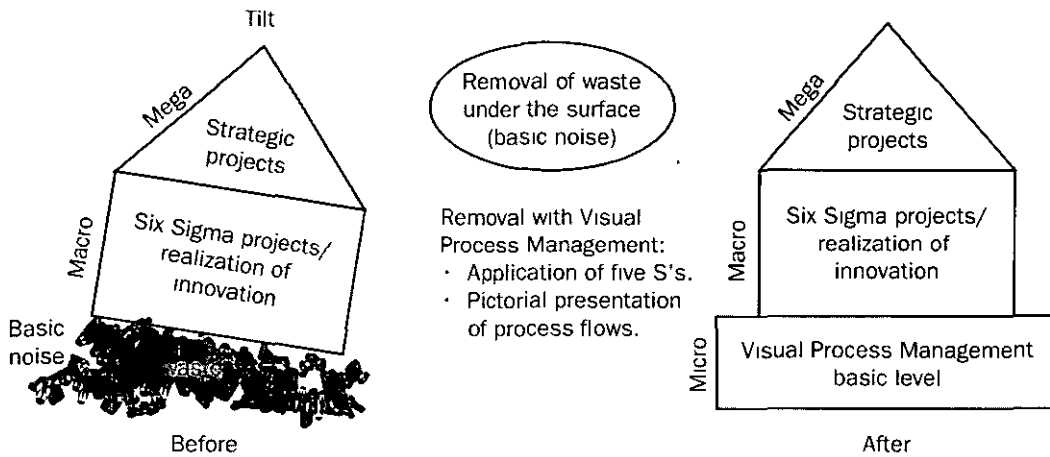 Tilt
Mega
Strategic
projects
Macro
Six Sigma projects/
realization of
innovation
Basic
noise
Before
Removal of waste
under the surface
(basic noise)
Removal with Visual
Process Management:
· Application of five S's.
· Pictorial presentation
of process flows.
Mega
Strategic
projects
Macro
Six Sigma projects/
realization of
innovation
Micro
Visual Process Management
basic level
After